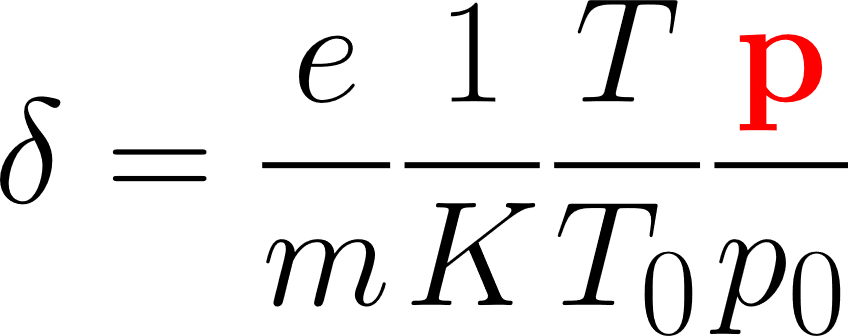 δ = e/m 1/K T/T₀ p/p₀